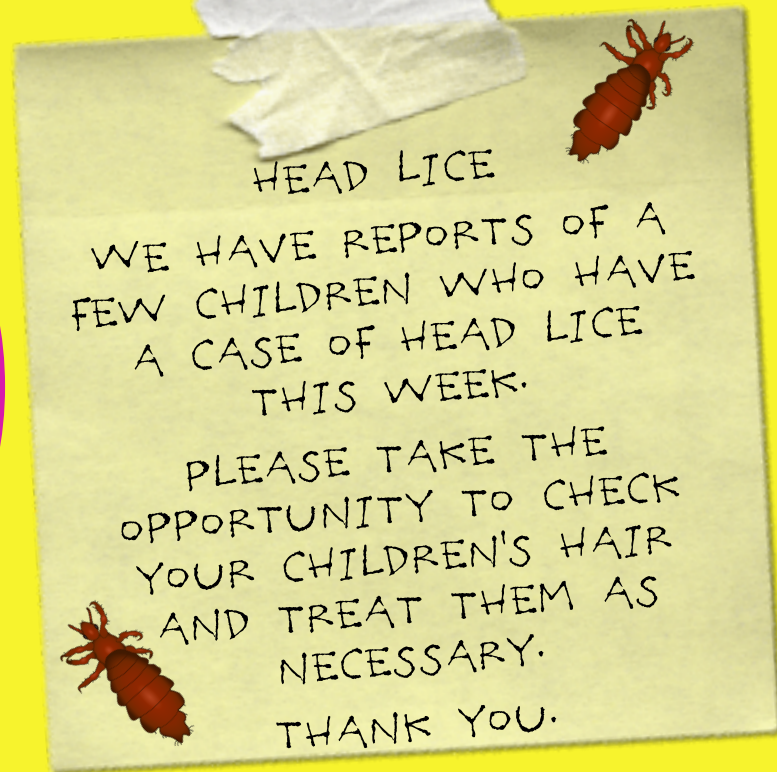 HEAD LICE
WE HAVE REPORTS OF A
FEW CHILDREN WHO HAVE
A CASE OF HEAD LICE
THIS WEEK.
PLEASE TAKE THE
OPPORTUNITY TO CHECK
YOUR CHILDREN'S HAIR
AND TREAT THEM AS
NECESSARY.
THANK YOU.